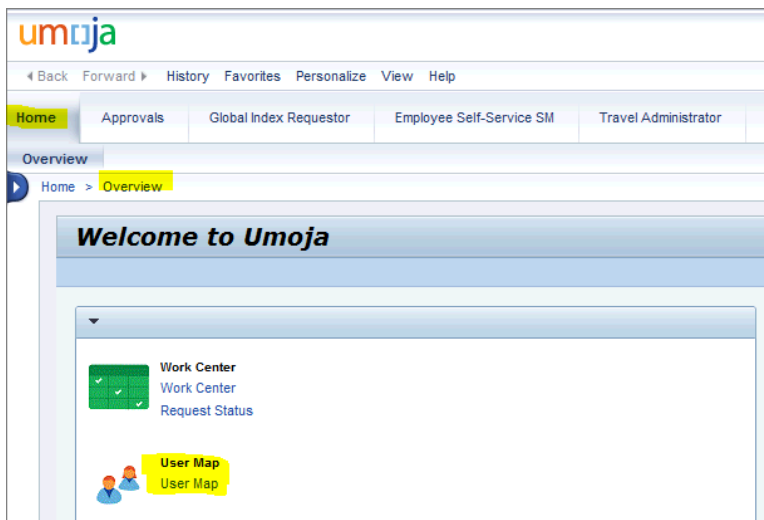 umoja
Back Forward History Favorites Personalize View Help
Home Approvals Global Index Requestor Employee Self-Service SM Travel Administrator
Overview
Home > Overview
Welcome to Umoja
Work Center
Work Center
Request Status
User Map
User Map